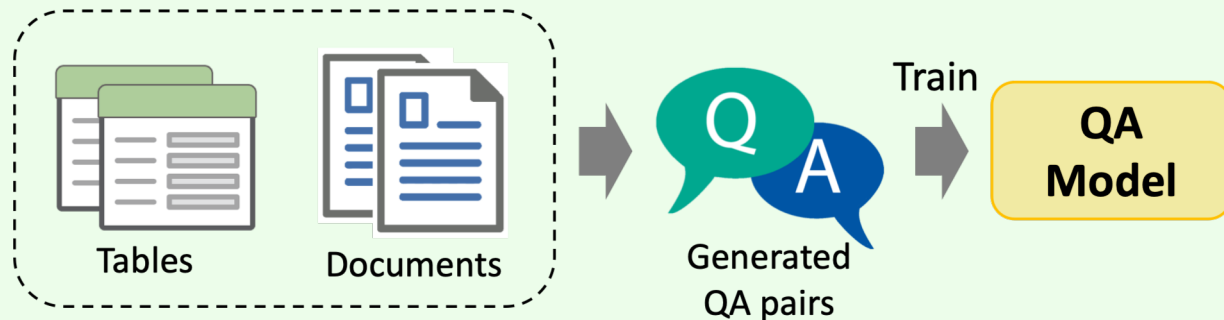 Tables
Documents
Q
A
Generated
QA pairs
Train
QA
Model